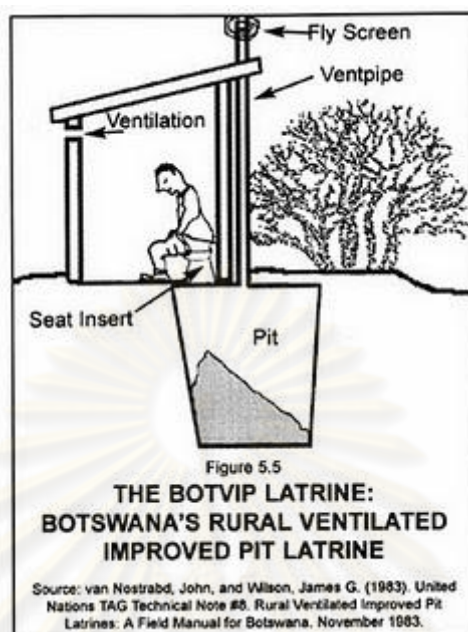 Fly Screen
Ventpipe
Ventilation
Seat Insert
Pit
Figure 5.5
THE BOTVIP LATRINE:
BOTSWANA'S RURAL VENTILATED
IMPROVED PIT LATRINE
Source: van Nostrabd, John, and Wilson, James G. (1983). United
Nations TAG Technical Note #8. Rural Ventilated Improved Pit
Latrines: A Field Manual for Botswana. November 1983.